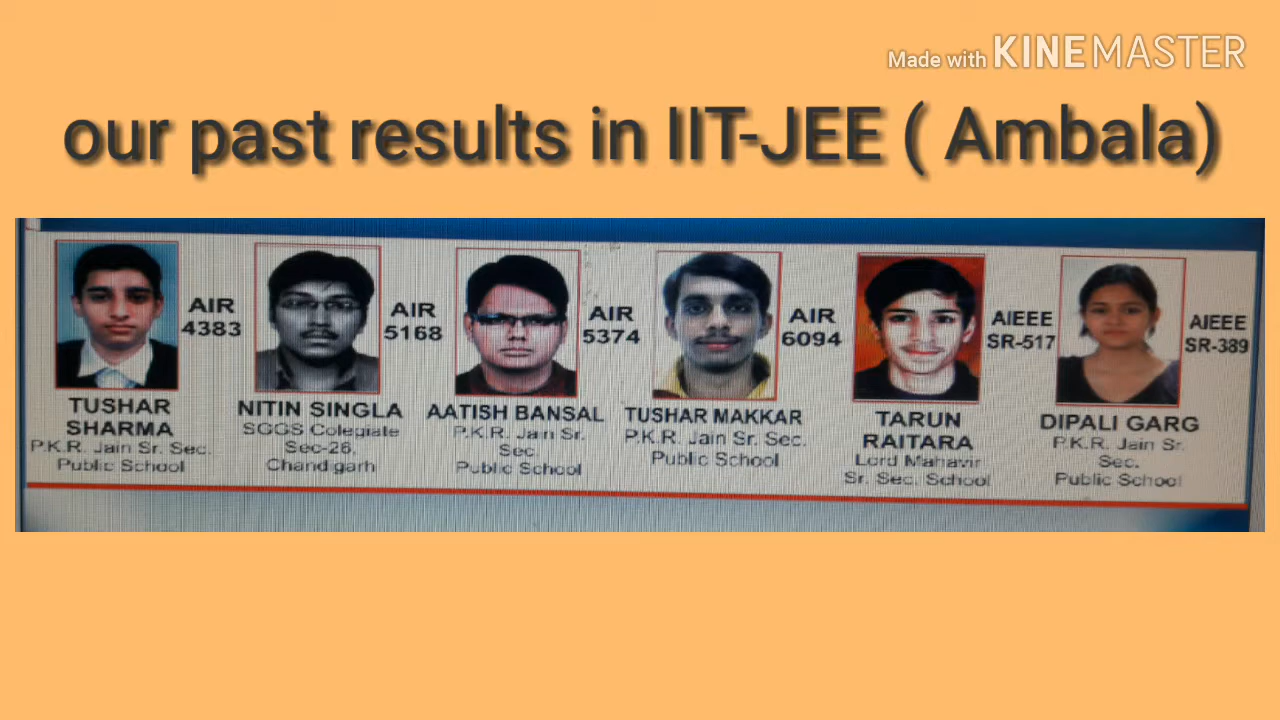 Made with KINEMASTER
our past results in IIT-JEE ( Ambala)
AIR
4383
TUSHAR
SHARMA
P.K.R. Jain Sr. Sec.
Public School
AIR
5168
NITIN SINGLA
SGGS Colegiate
Sec-26,
Chandigarh
AIR
5374
AATISH BANSAL
P.K.R. Jain Sr.
Sec.
Public School
AIR
6094
TUSHAR MAKKAR
P.K.R. Jain Sr. Sec.
Public School
AIEEE
SR-517
TARUN
RAITARA
Lord Mahavir
Sr. Sec. School
AIEEE
SR-389
DIPALI GARG
P.K.R. Jain Sr.
Sec.
Public School